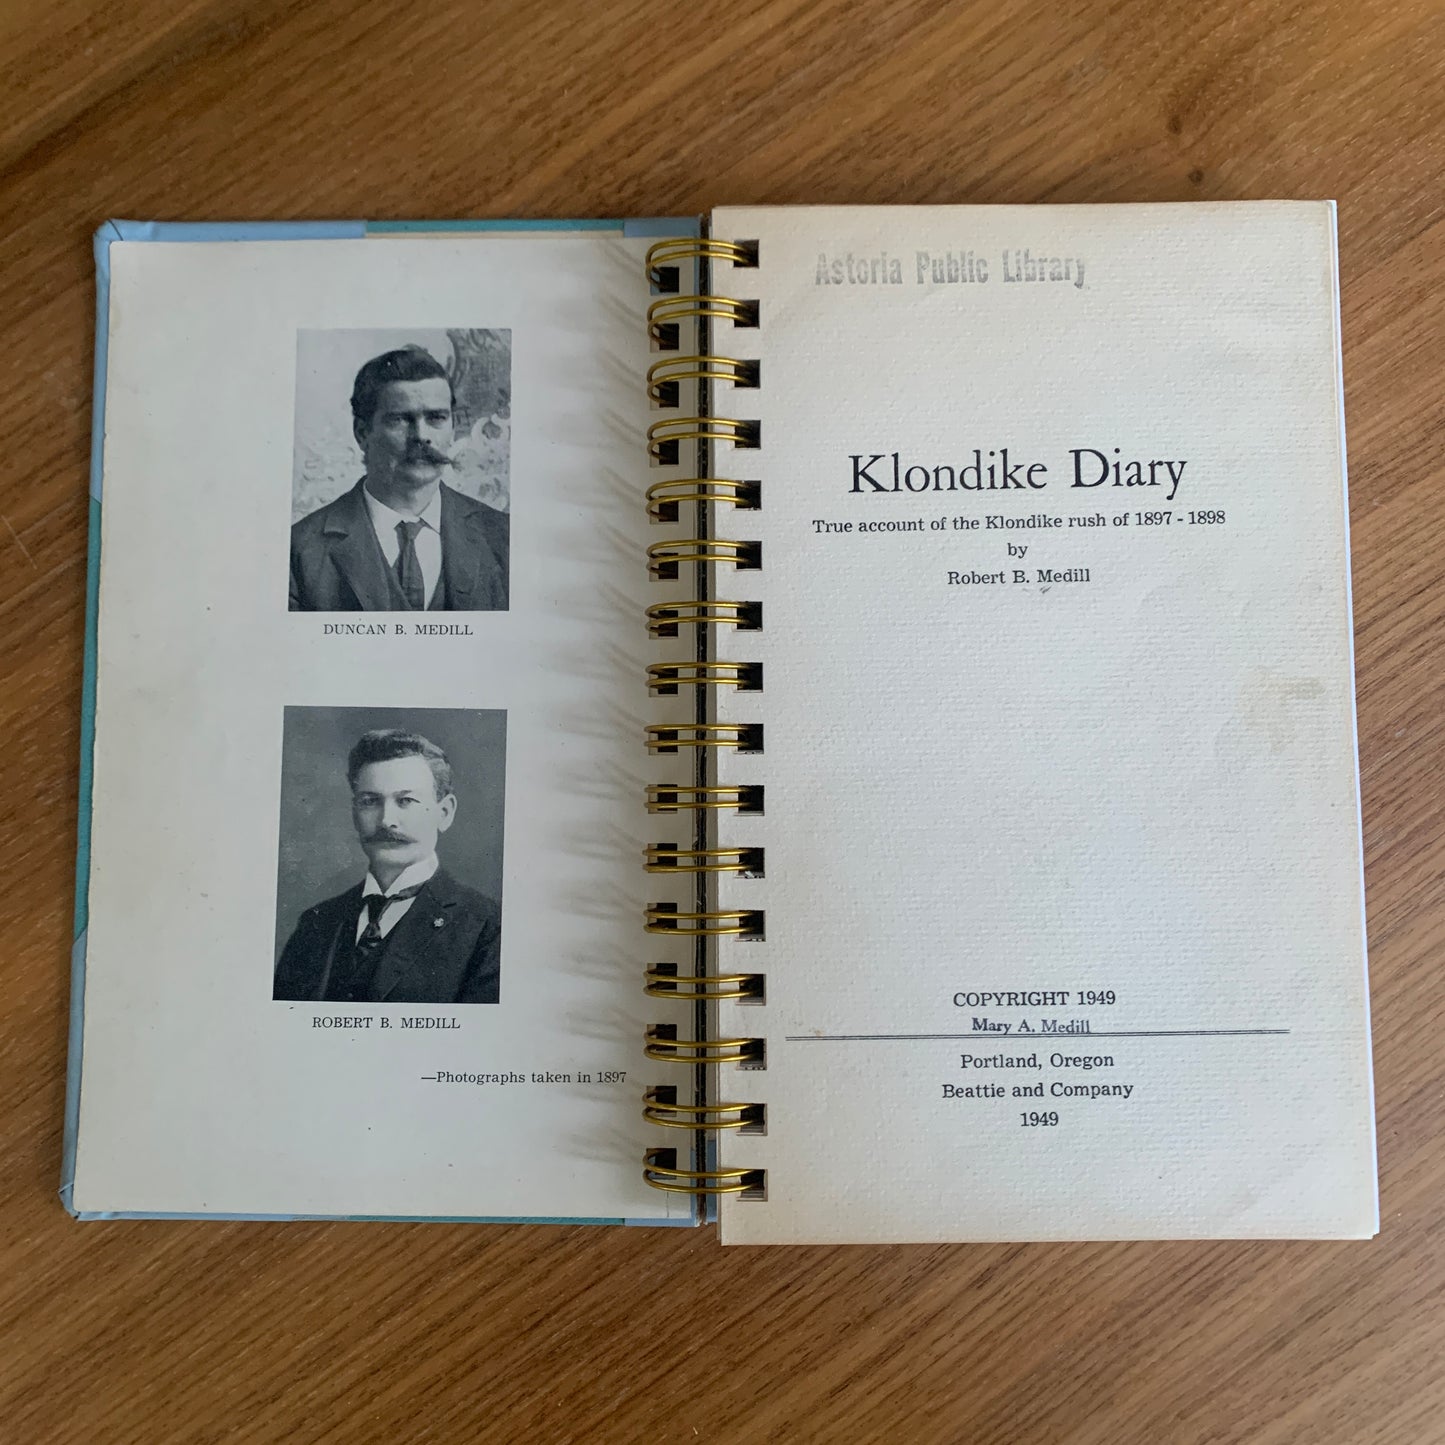 DUNCAN B. MEDILL
ROBERT B. MEDILL
—Photographs taken in 1897
Astoria Public Library
Klondike Diary
True account of the Klondike rush of 1897 - 1898
by
Robert B. Medill
COPYRIGHT 1949
Mary A. Medill
Portland, Oregon
Beattie and Company
1949